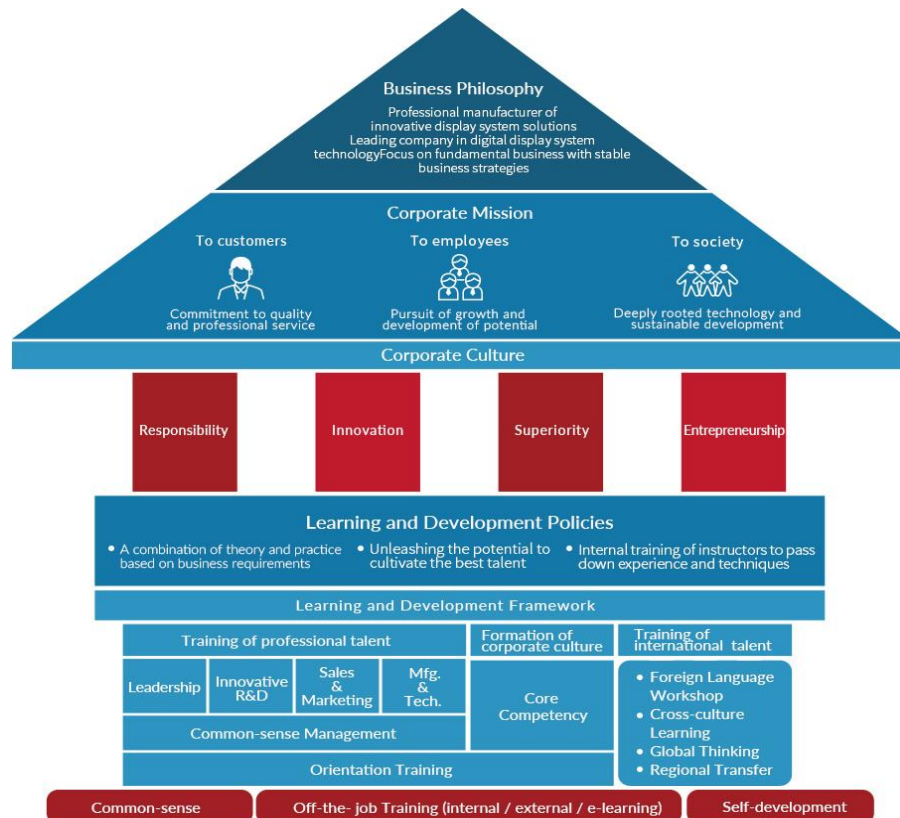 Business Philosophy
Professional manufacturer of
innovative display system solutions
Leading company in digital display system
technologyFocus on fundamental business with stable
business strategies
Corporate Mission
To customers
Commitment to quality
and professional service
To employees
Pursuit of growth and
development of potential
To society
Deeply rooted technology and
sustainable development
Corporate Culture
Responsibility
Innovation
Superiority
Entrepreneurship
Learning and Development Policies
• A combination of theory and practice
based on business requirements
• Unleashing the potential to
cultivate the best talent
• Internal training of instructors to pass
down experience and techniques
Learning and Development Framework
Training of professional talent
Formation of
corporate culture
Training of
international talent
Leadership
Innovative
R&D
Sales
&
Marketing
Mfg.
&
Tech.
Core
Competency
• Foreign Language
Workshop
• Cross-culture
Learning
• Global Thinking
• Regional Transfer
Common-sense Management
Orientation Training
Common-sense
Off-the- job Training (internal / external / e-learning)
Self-development